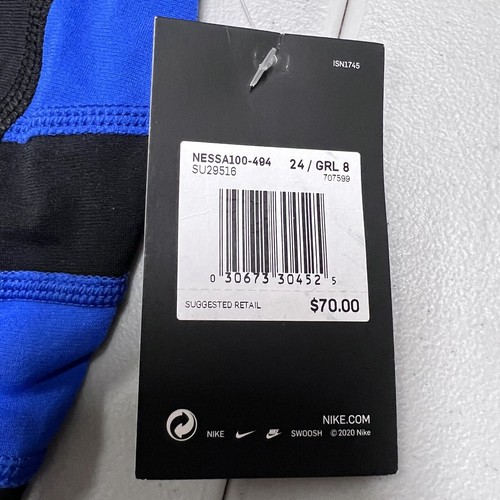 ISN1745
NESSA100-494 24 / GRL 8
SU29516 707599
0 30673 30452 5
SUGGESTED RETAIL $70.00
NIKE.COM
NIKE SWOOSH © 2020 Nike